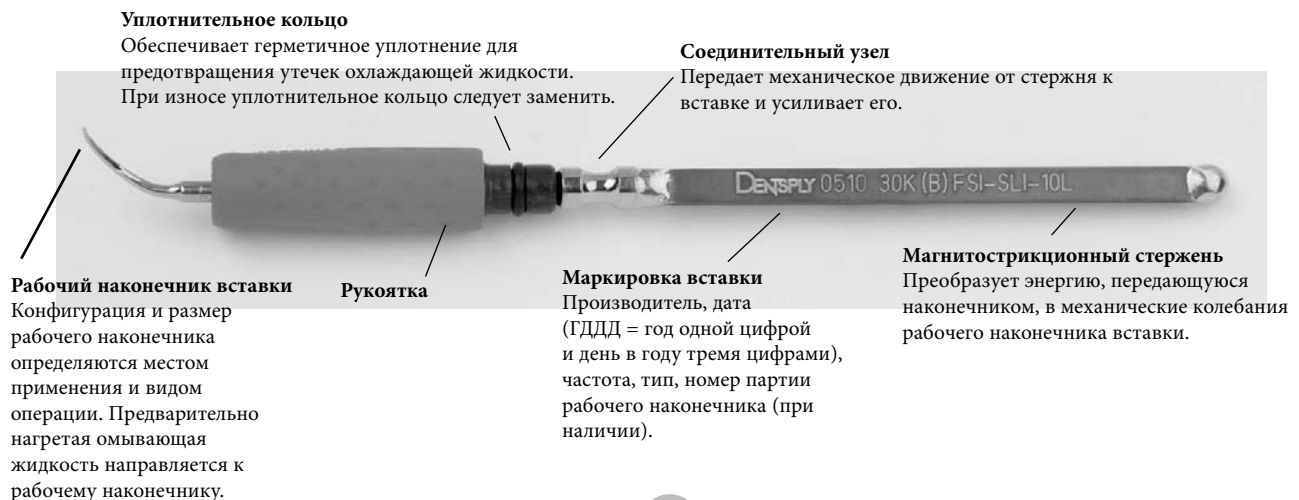 Уплотнительное кольцо
Обеспечивает герметичное уплотнение для
предотвращения утечек охлаждающей жидкости.
При износе уплотнительное кольцо следует заменить.
Соединительный узел
Передает механическое движение от стержня к
вставке и усиливает его.
DENTSPLY 0510 30K (B) FSI-SLI-10L
Рабочий наконечник вставки
Конфигурация и размер
рабочего наконечника
определяются местом
применения и видом
операции. Предварительно
нагретая омывающая
жидкость направляется к
рабочему наконечнику.
Рукоятка
Маркировка вставки
Производитель, дата
(ГДДД = год одной цифрой
и день в году тремя цифрами),
частота, тип, номер партии
рабочего наконечника (при
наличии).
Магнитострикционный стержень
Преобразует энергию, передающуюся
наконечником, в механические колебания
рабочего наконечника вставки.